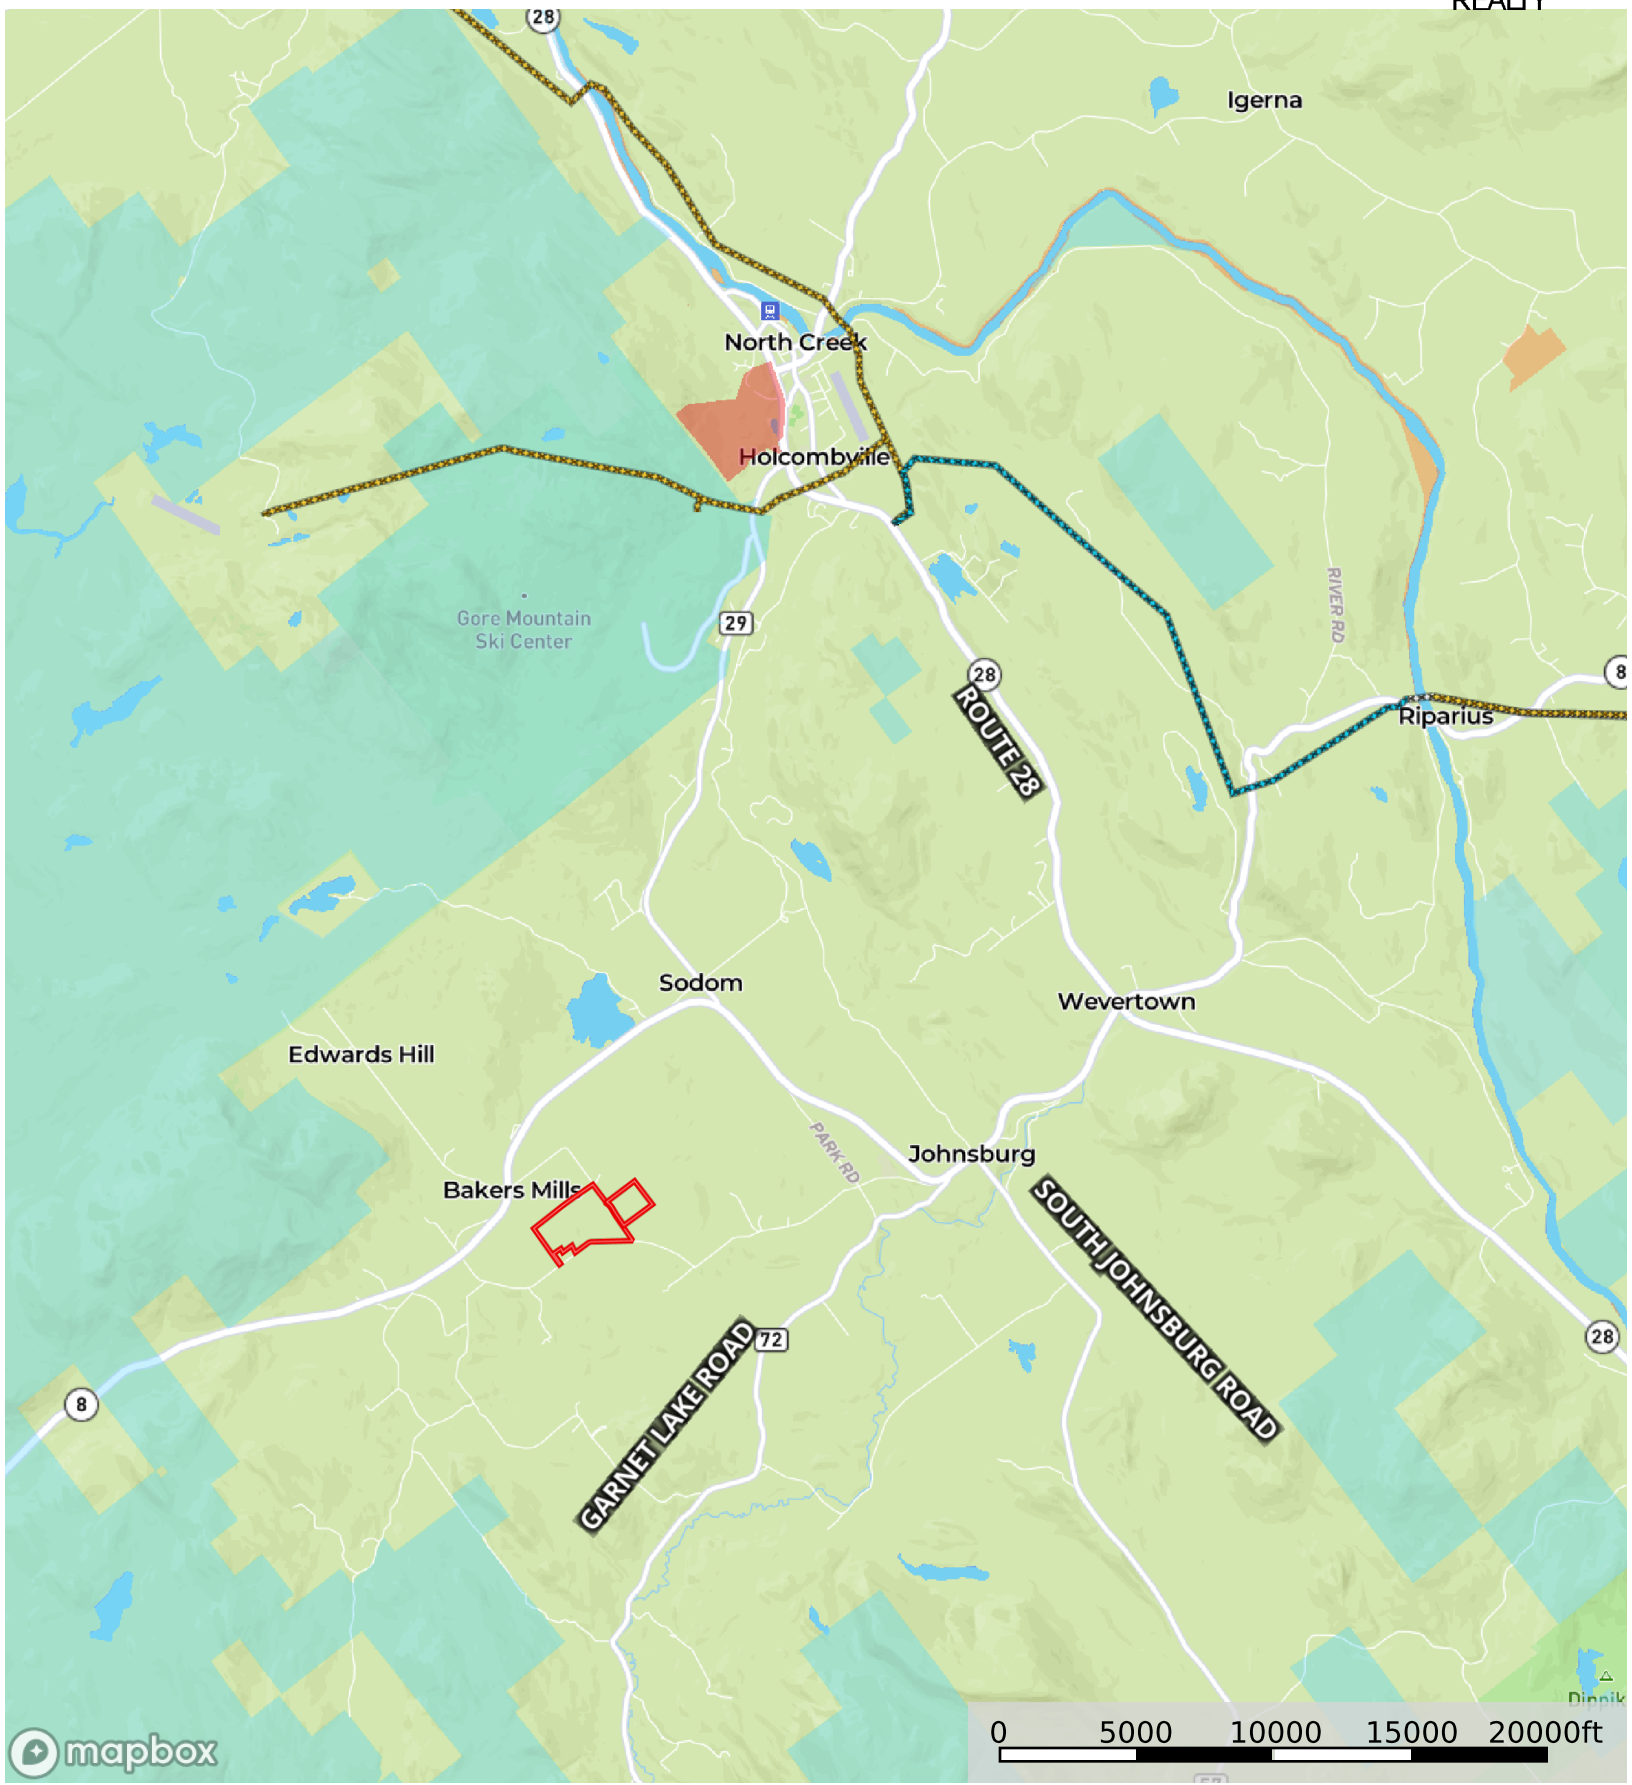 REALTY
28
Igerna
North Creek
Holcombville
RIVER RD
Gore Mountain
Ski Center
29
28
8
ROUTE 28
Riparius
Sodom
Wevertown
Edwards Hill
PARK RD
Johnsburg
Bakers Mills
SOUTH JOHNSBURG ROAD
GARNET LAKE ROAD
72
28
8
mapbox
0 5000 10000 15000 20000ft